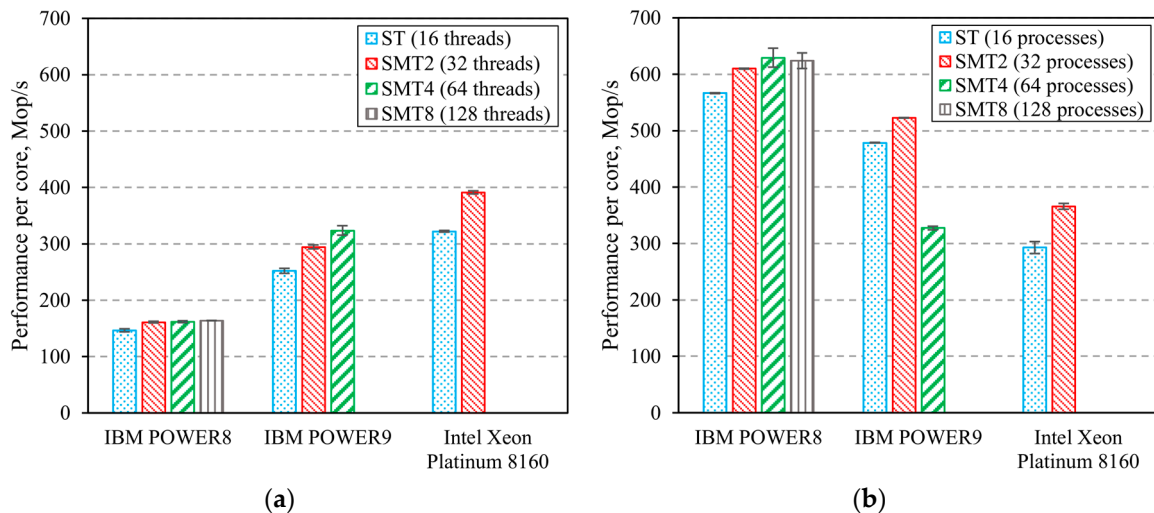 Performance per core, Mop/s
700
600
500
400
300
200
100
0
ST (16 threads)
SMT2 (32 threads)
SMT4 (64 threads)
SMT8 (128 threads)
IBM POWER8
IBM POWER9
Intel Xeon
Platinum 8160
(a)
Performance per core, Mop/s
700
600
500
400
300
200
100
0
ST (16 processes)
SMT2 (32 processes)
SMT4 (64 processes)
SMT8 (128 processes)
IBM POWER8
IBM POWER9
Intel Xeon
Platinum 8160
(b)